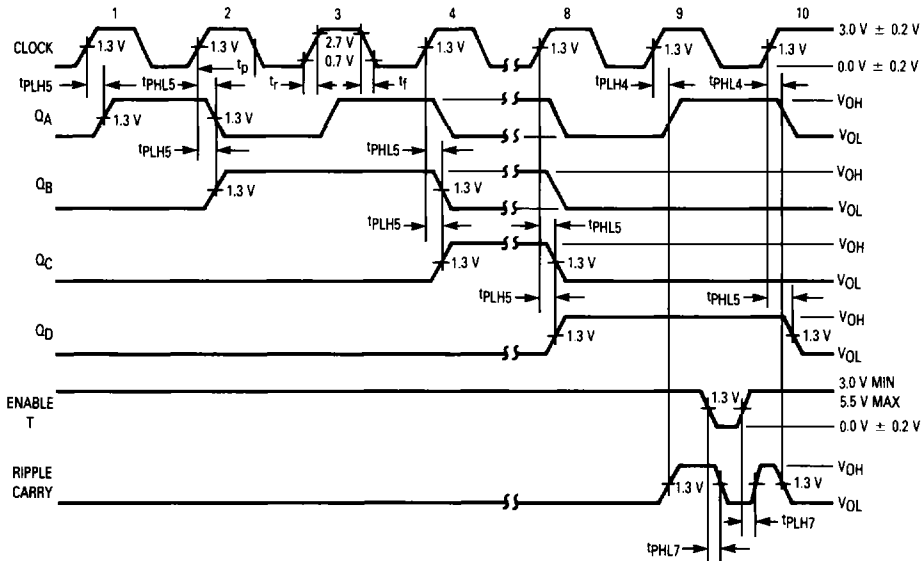 1 2 3 4 8 9 10
CLOCK 1.3 V 1.3 V 2.7 V 0.7 V 1.3 V 1.3 V 1.3 V 1.3 V 3.0 V ± 0.2 V
0.0 V ± 0.2 V
tPLH5 tPHL5 tp tr tf tPLH4 tPHL4
QA 1.3 V 1.3 V VOH
VOL
tPLH5 tPHL5
QB 1.3 V 1.3 V VOH
VOL
tPLH5 tPHL5
QC 1.3 V 1.3 V VOH
VOL
tPLH5 tPHL5
QD 1.3 V 1.3 V VOH
VOL
ENABLE T 1.3 V 3.0 V MIN
5.5 V MAX
0.0 V ± 0.2 V
RIPPLE CARRY 1.3 V 1.3 V VOH
VOL
tPLH7
tPHL7